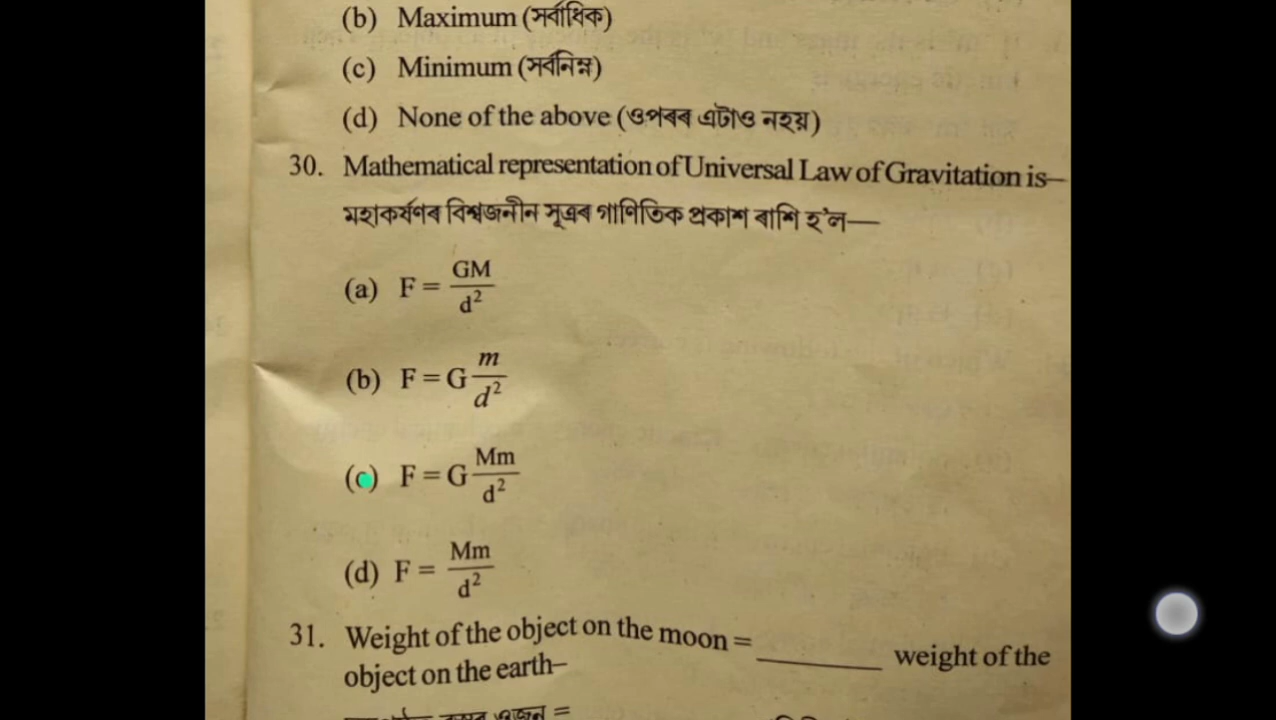 (b) Maximum (সৰ্বাধিক)
(c) Minimum (সৰ্বনিম্ন)
(d) None of the above (ওপৰৰ এটাও নহয়)
30. Mathematical representation of Universal Law of Gravitation is—
মহাকৰ্ষণৰ বিশ্বজনীন সূত্ৰৰ গাণিতিক প্ৰকাশ ৰাশি হ'ল—
(a) F = GM/d²
(b) F = G m/d²
(c) F = G Mm/d²
(d) F = Mm/d²
31. Weight of the object on the moon = ________ weight of the
object on the earth–